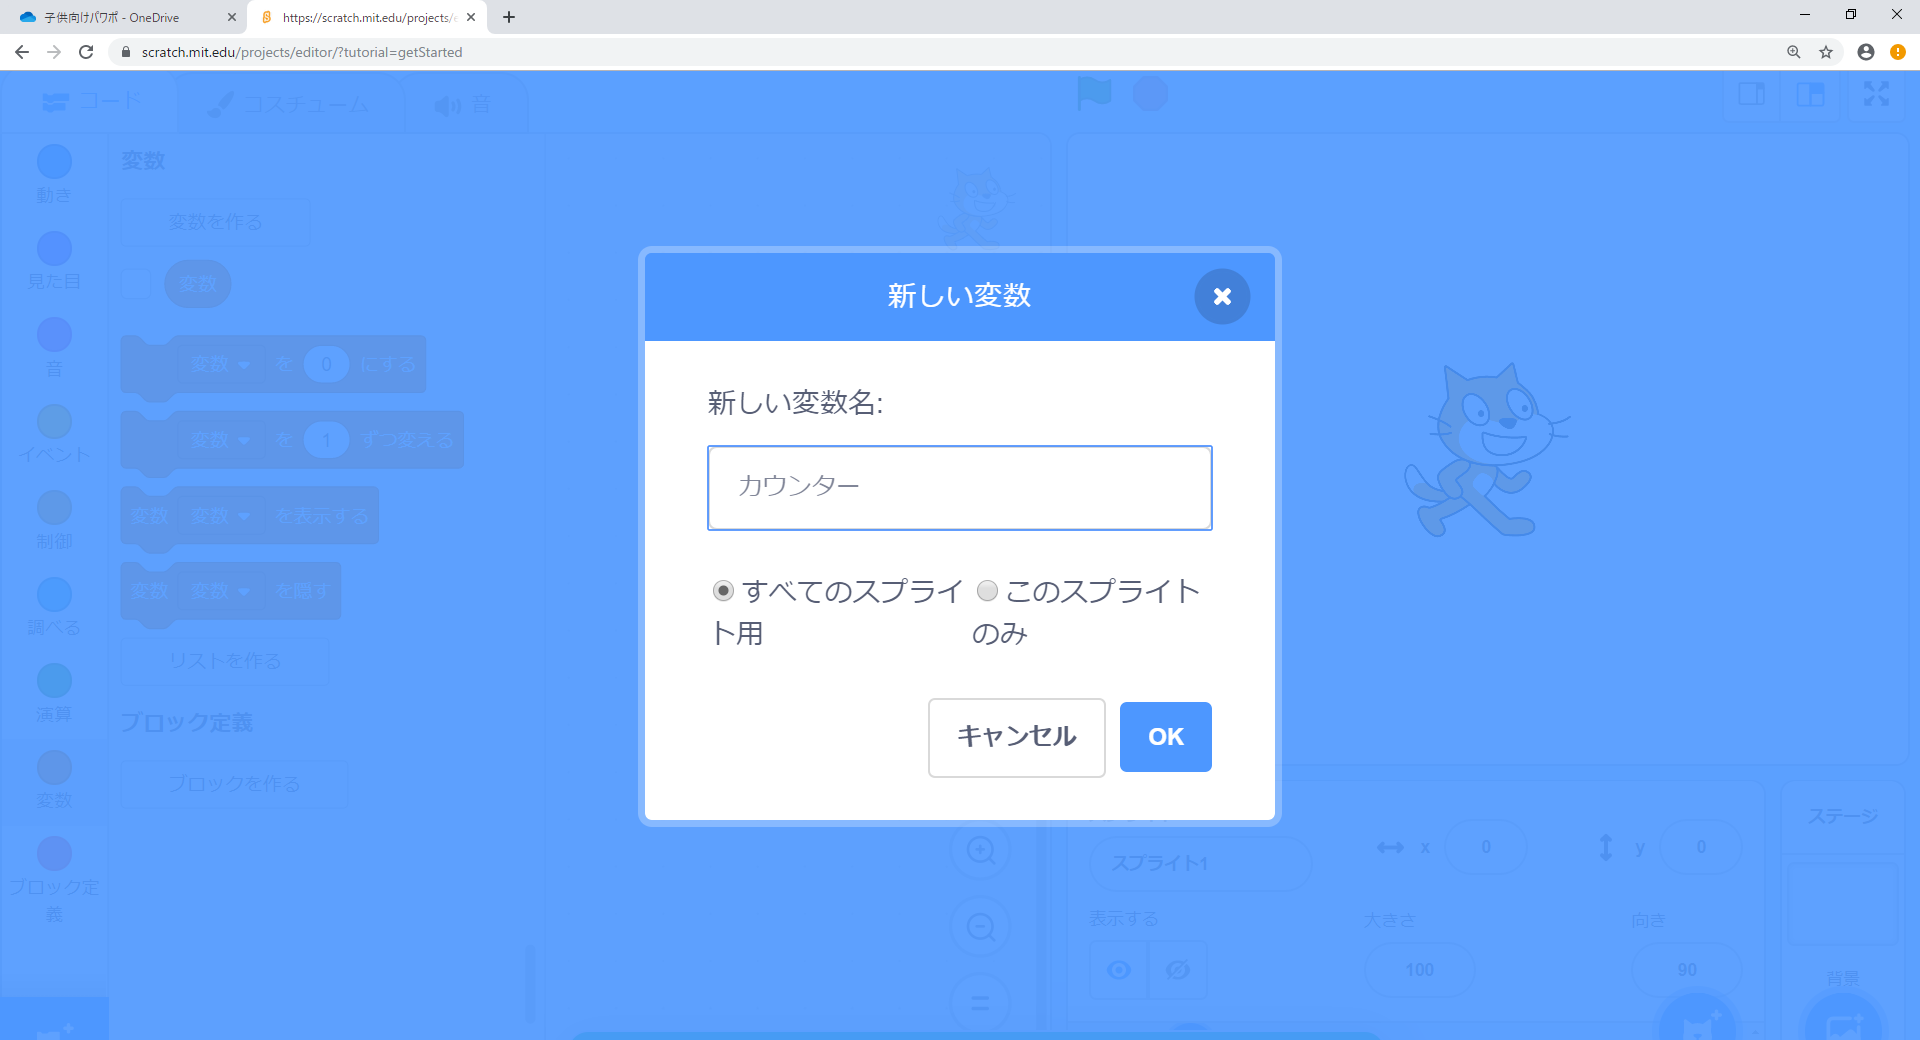 子供向けパワポ - OneDrive
https://scratch.mit.edu/projects/e
scratch.mit.edu/projects/editor/?tutorial=getStarted
コード
コスチューム
音
動き
見た目
音
イベント
制御
調べる
演算
変数
ブロック定
義
変数
変数を作る
変数
変数 を 0 にする
変数 を 1 ずつ変える
変数 変数 を表示する
変数 変数 を隠す
リストを作る
ブロック定義
ブロックを作る
新しい変数
新しい変数名:
カウンター
すべてのスプライ
ト用
このスプライト
のみ
キャンセル
OK
スプライト1
x 0
y 0
表示する
大きさ
向き
100
90
ステージ
背景